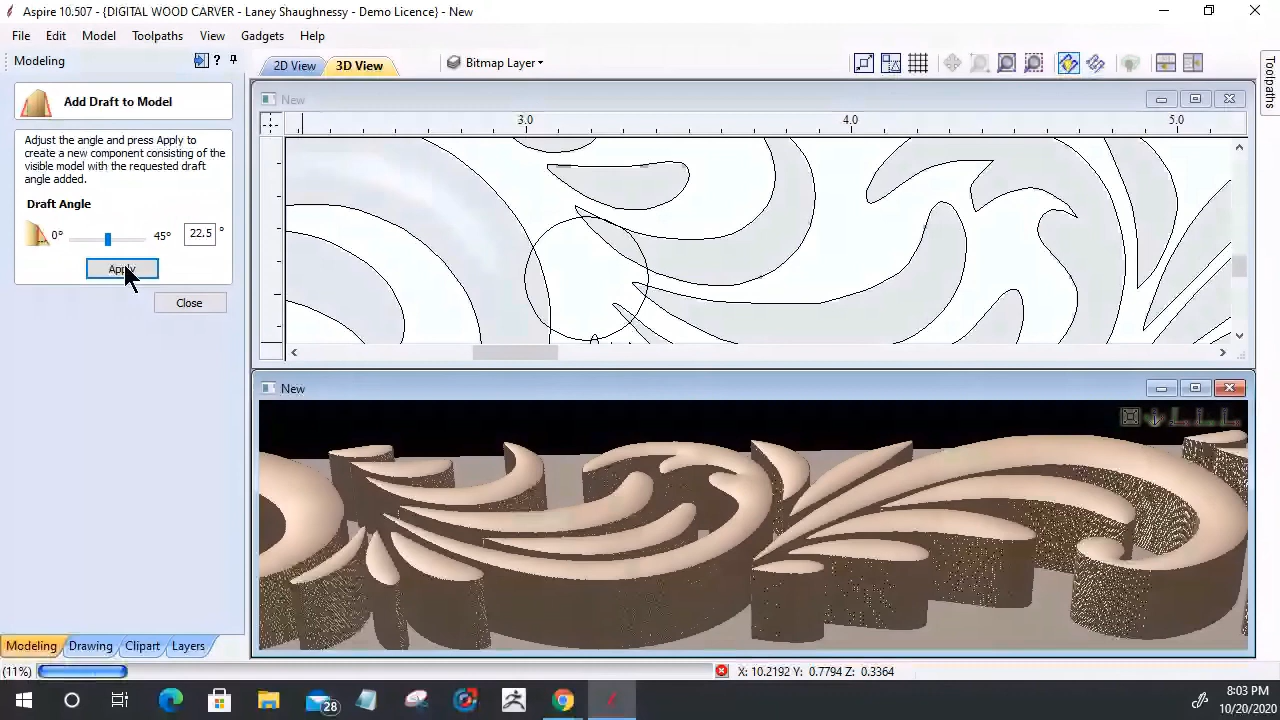 Aspire 10.507 - {DIGITAL WOOD CARVER - Laney Shaughnessy - Demo Licence} - New
File Edit Model Toolpaths View Gadgets Help
Modeling
2D View 3D View Bitmap Layer
Toolpaths
Add Draft to Model
New
Adjust the angle and press Apply to
create a new component consisting of the
visible model with the requested draft
angle added.
3.0 4.0 5.0
Draft Angle
0° 45° 22.5 °
Apply
Close
New
Modeling Drawing Clipart Layers
(11%) X: 10.2192 Y: 0.7794 Z: 0.3364
28
8:03 PM
10/20/2020